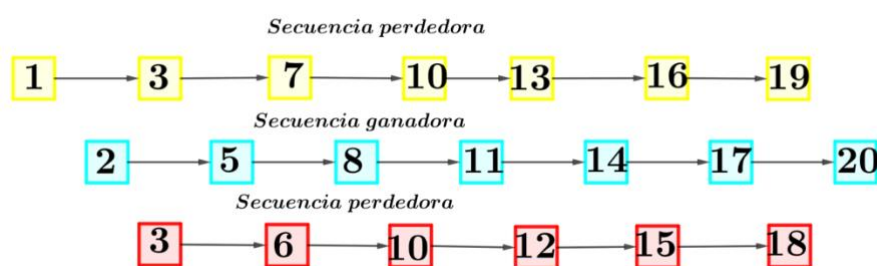 Secuencia perdedora
1 3 7 10 13 16 19
Secuencia ganadora
2 5 8 11 14 17 20
Secuencia perdedora
3 6 10 12 15 18